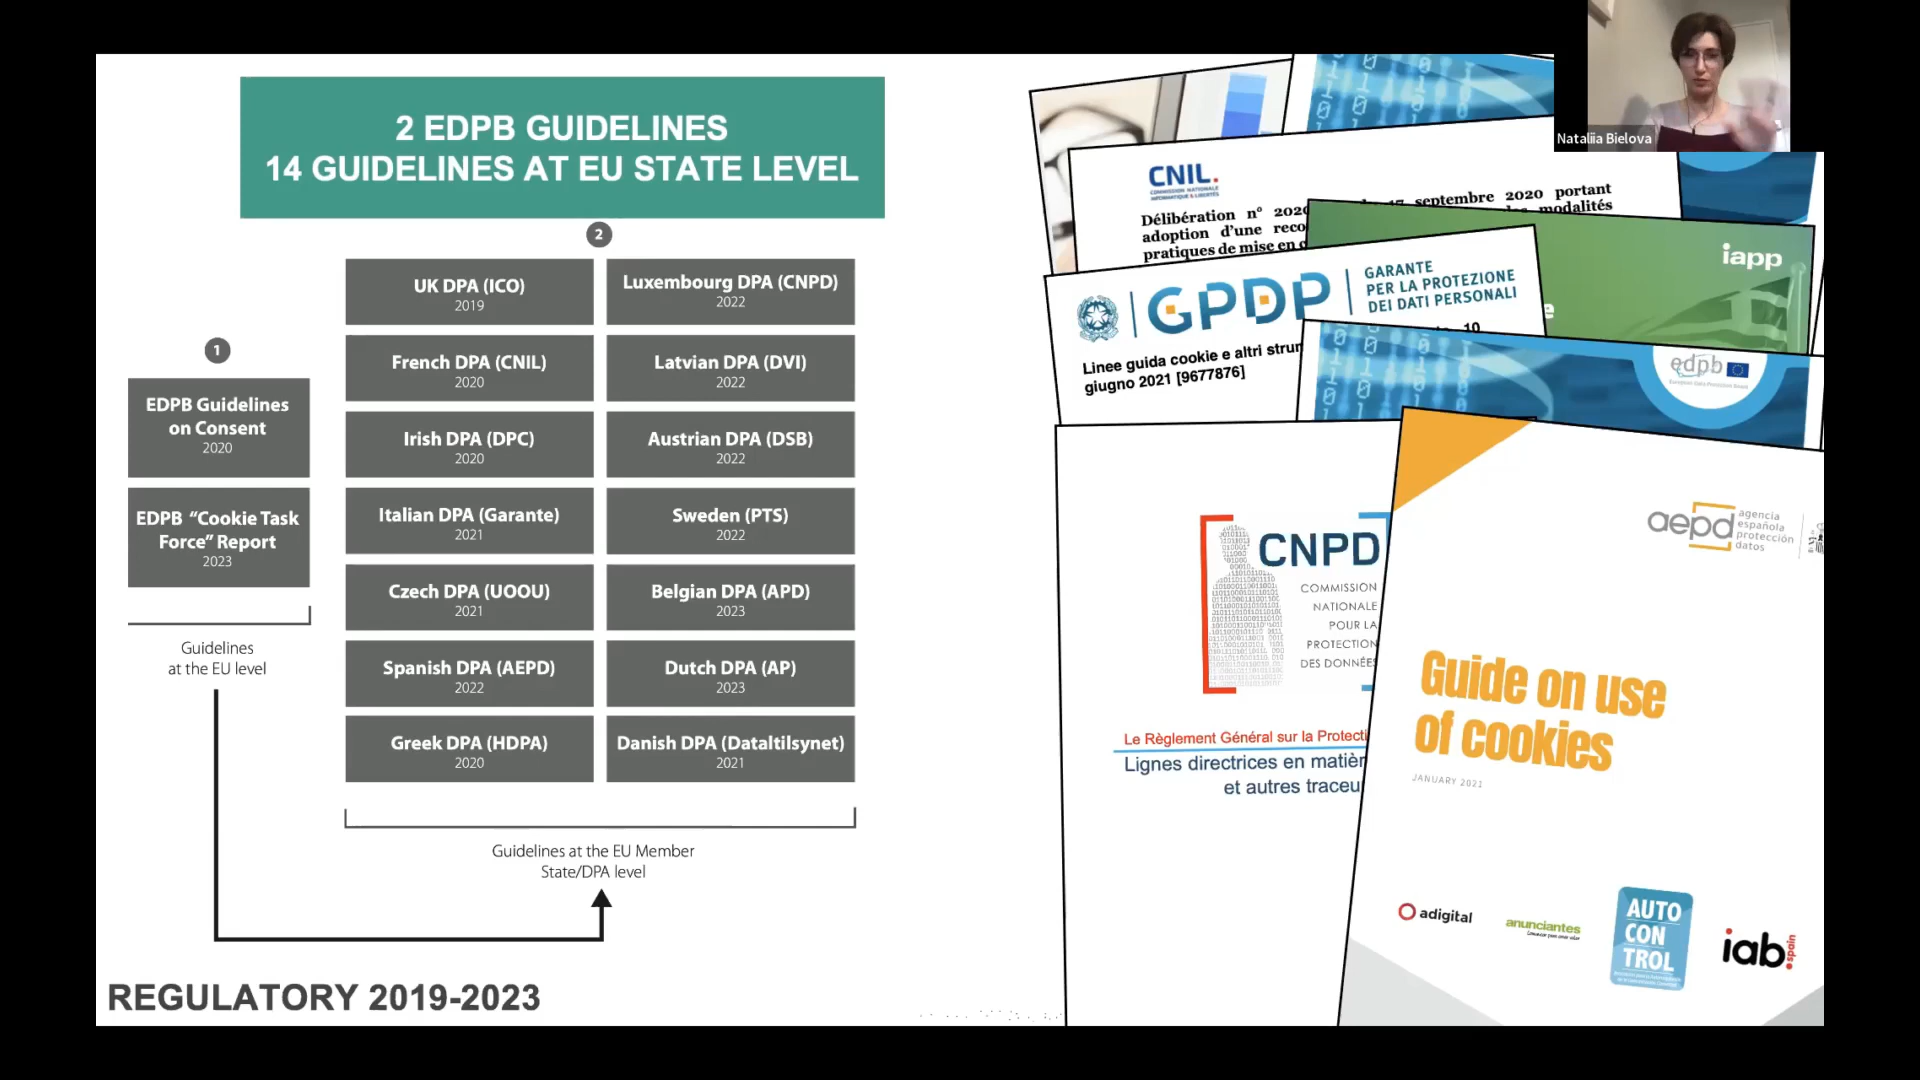 2 EDPB GUIDELINES
14 GUIDELINES AT EU STATE LEVEL
1
EDPB Guidelines
on Consent
2020
EDPB “Cookie Task
Force” Report
2023
Guidelines
at the EU level
2
UK DPA (ICO)
2019
Luxembourg DPA (CNPD)
2022
French DPA (CNIL)
2020
Latvian DPA (DVI)
2022
Irish DPA (DPC)
2020
Austrian DPA (DSB)
2022
Italian DPA (Garante)
2021
Sweden (PTS)
2022
Czech DPA (UOOU)
2021
Belgian DPA (APD)
2023
Spanish DPA (AEPD)
2022
Dutch DPA (AP)
2023
Greek DPA (HDPA)
2020
Danish DPA (Dataltilsynet)
2021
Guidelines at the EU Member
State/DPA level
REGULATORY 2019-2023
Nataliia Bielova
CNIL.
COMMISSION NATIONALE
INFORMATIQUE & LIBERTÉS
Délibération n° 2020 septembre 2020 portant
adoption d’une reco modalités
pratiques de mise en
iapp
GPDP
GARANTE
PER LA PROTEZIONE
DEI DATI PERSONALI
10
Linee guida cookie e altri strum
giugno 2021 [9677876]
edpb
CNPD
COMMISSION
NATIONALE
POUR LA
PROTECTION
DES DONNÉES
Le Règlement Général sur la Protecti
Lignes directrices en matièr
et autres traceu
aepd
agencia
española
protección
datos
Guide on use
of cookies
JANUARY 2021
adigital
anunciantes
AUTO
CON
TROL
iab
spain